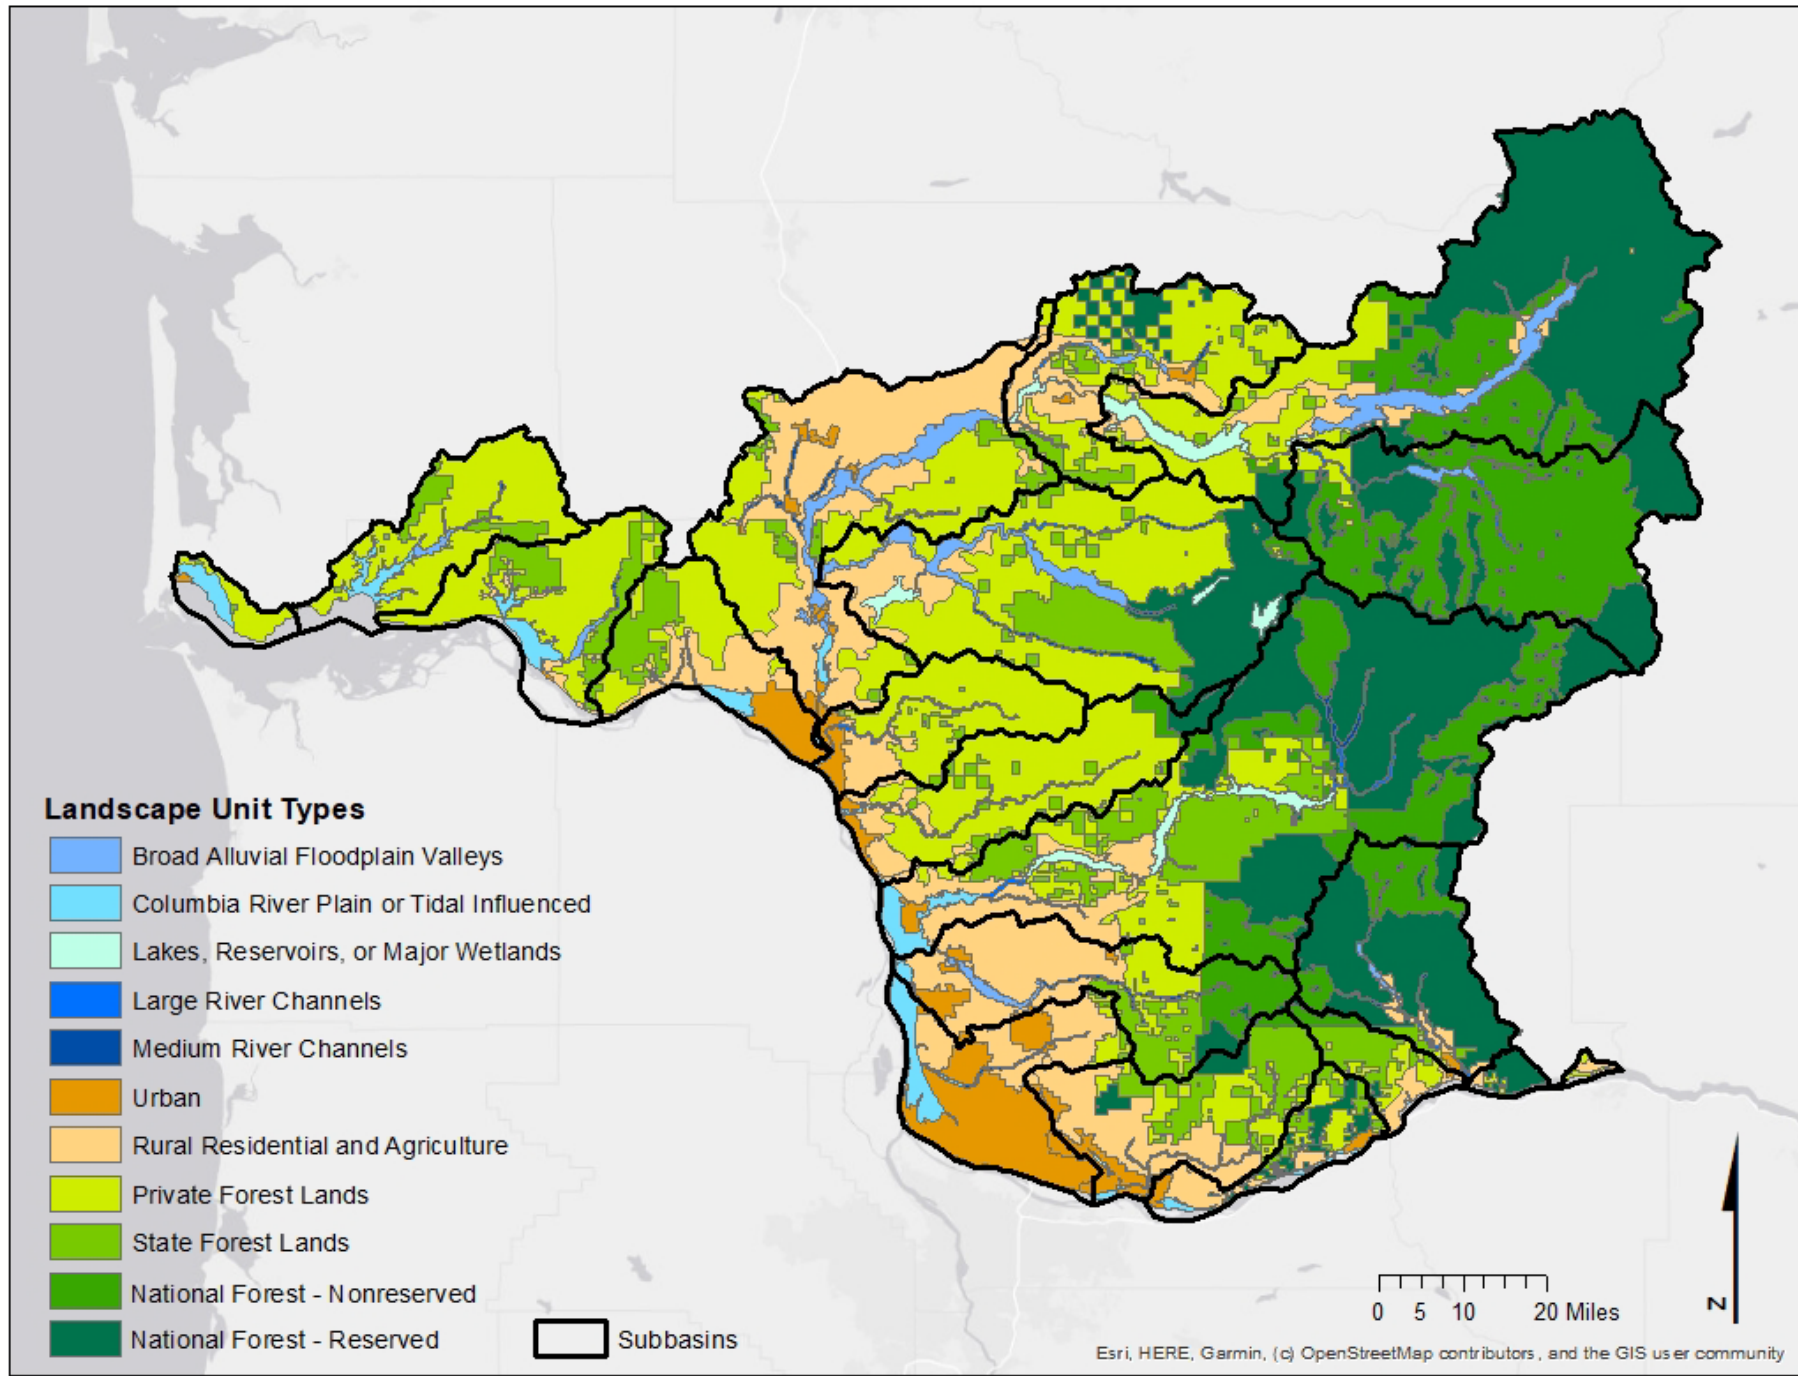 Landscape Unit Types
Broad Alluvial Floodplain Valleys
Columbia River Plain or Tidal Influenced
Lakes, Reservoirs, or Major Wetlands
Large River Channels
Medium River Channels
Urban
Rural Residential and Agriculture
Private Forest Lands
State Forest Lands
National Forest - Nonreserved
National Forest - Reserved
Subbasins
0 5 10 20 Miles
N
Esri, HERE, Garmin, (c) OpenStreetMap contributors, and the GIS user community